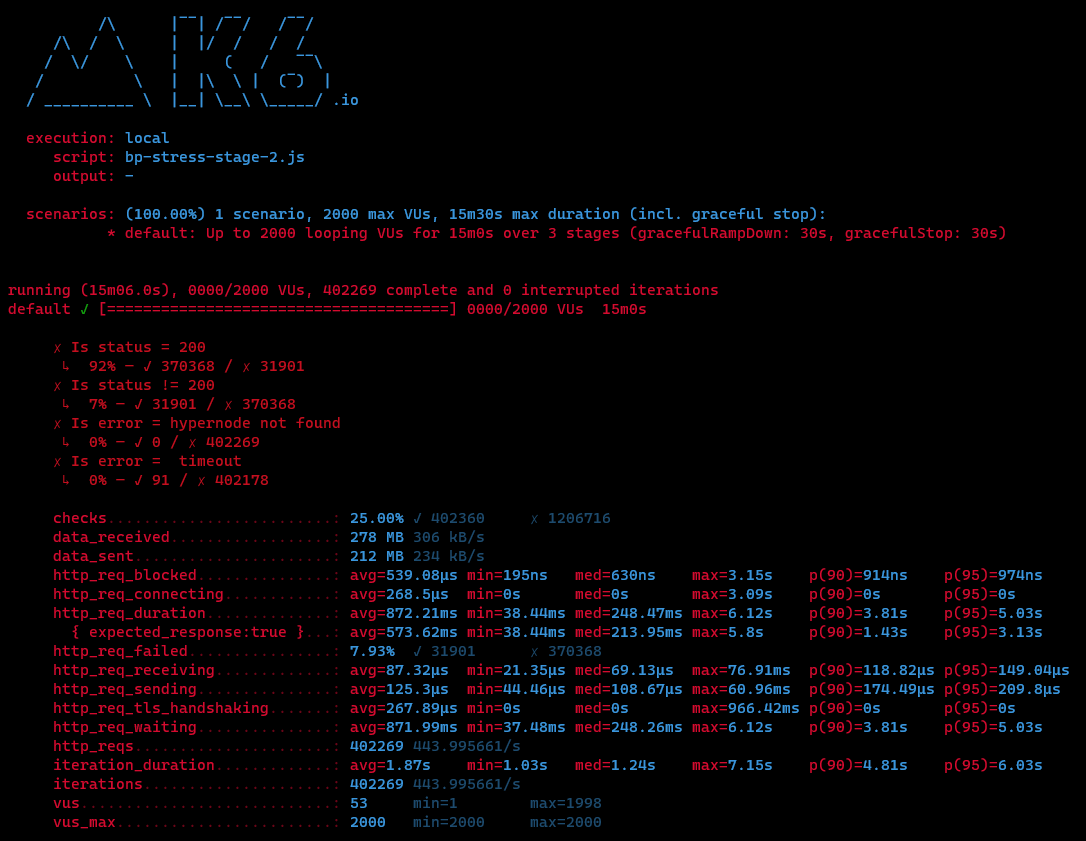 K6 .io
execution: local
script: bp-stress-stage-2.js
output: -
scenarios: (100.00%) 1 scenario, 2000 max VUs, 15m30s max duration (incl. graceful stop):
* default: Up to 2000 looping VUs for 15m0s over 3 stages (gracefulRampDown: 30s, gracefulStop: 30s)
running (15m06.0s), 0000/2000 VUs, 402269 complete and 0 interrupted iterations
default ✓ [======================================] 0000/2000 VUs  15m0s
✗ Is status = 200
↳  92% — ✓ 370368 / ✗ 31901
✗ Is status != 200
↳  7% — ✓ 31901 / ✗ 370368
✗ Is error = hypernode not found
↳  0% — ✓ 0 / ✗ 402269
✗ Is error =  timeout
↳  0% — ✓ 91 / ✗ 402178
checks.........................: 25.00% ✓ 402360     ✗ 1206716
data_received..................: 278 MB 306 kB/s
data_sent......................: 212 MB 234 kB/s
http_req_blocked...............: avg=539.08µs min=195ns   med=630ns    max=3.15s    p(90)=914ns    p(95)=974ns
http_req_connecting............: avg=268.5µs  min=0s      med=0s       max=3.09s    p(90)=0s       p(95)=0s
http_req_duration..............: avg=872.21ms min=38.44ms med=248.47ms max=6.12s    p(90)=3.81s    p(95)=5.03s
{ expected_response:true }...: avg=573.62ms min=38.44ms med=213.95ms max=5.8s     p(90)=1.43s    p(95)=3.13s
http_req_failed................: 7.93%  ✓ 31901      ✗ 370368
http_req_receiving.............: avg=87.32µs  min=21.35µs med=69.13µs  max=76.91ms  p(90)=118.82µs p(95)=149.04µs
http_req_sending...............: avg=125.3µs  min=44.46µs med=108.67µs max=60.96ms  p(90)=174.49µs p(95)=209.8µs
http_req_tls_handshaking.......: avg=267.89µs min=0s      med=0s       max=966.42ms p(90)=0s       p(95)=0s
http_req_waiting...............: avg=871.99ms min=37.48ms med=248.26ms max=6.12s    p(90)=3.81s    p(95)=5.03s
http_reqs......................: 402269 443.995661/s
iteration_duration.............: avg=1.87s    min=1.03s   med=1.24s    max=7.15s    p(90)=4.81s    p(95)=6.03s
iterations.....................: 402269 443.995661/s
vus............................: 53     min=1        max=1998
vus_max........................: 2000   min=2000     max=2000